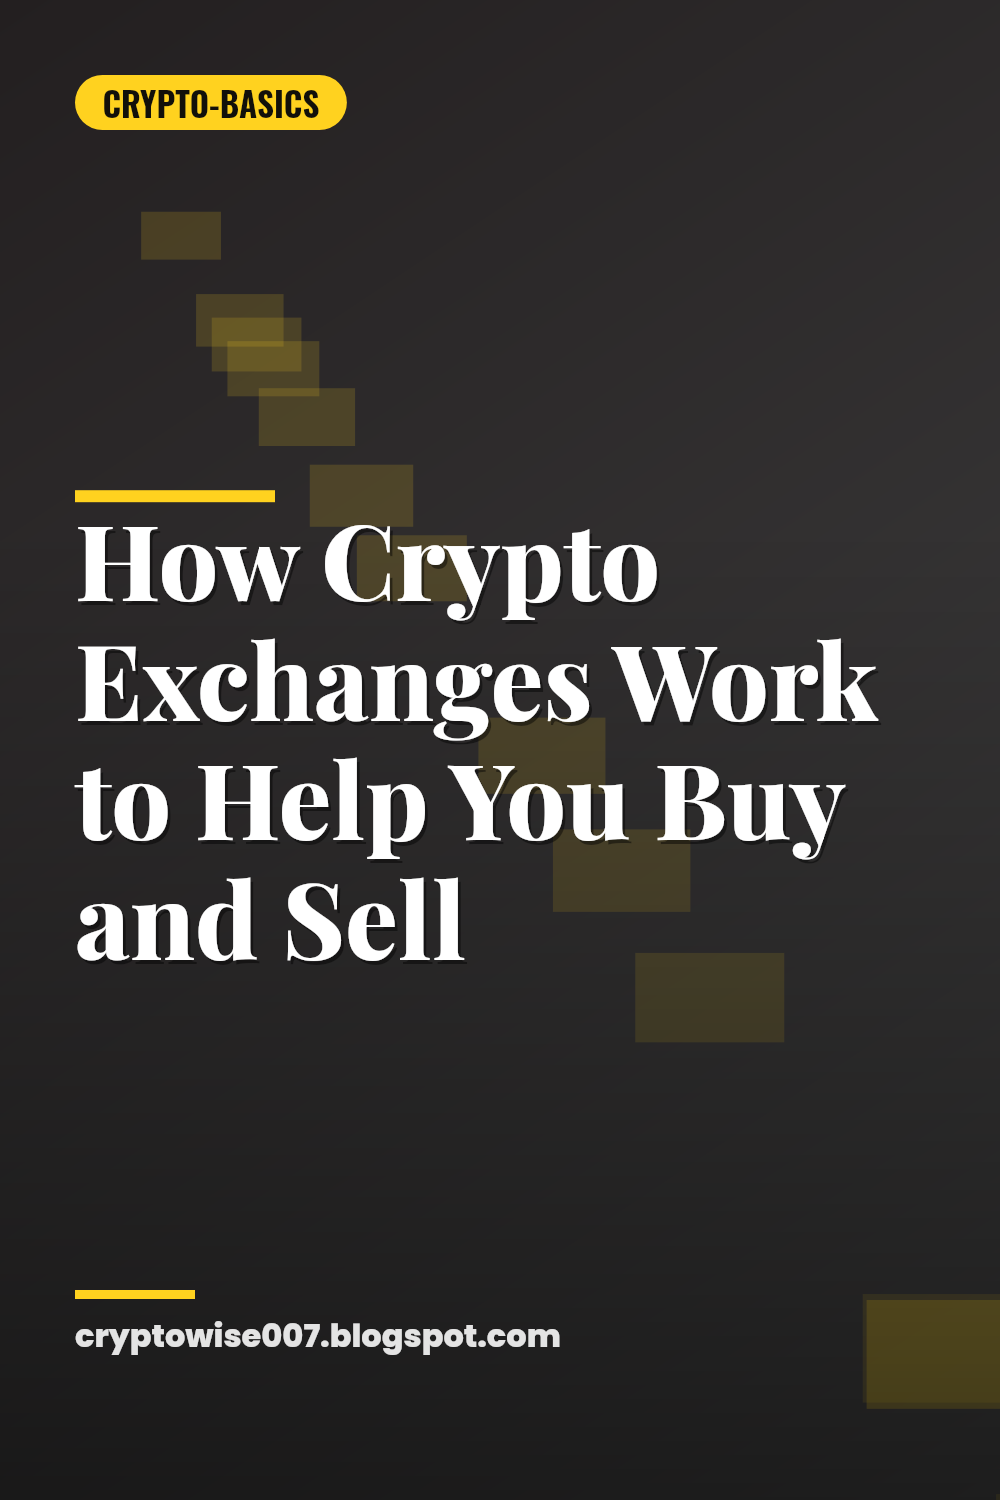 CRYPTO-BASICS
How Crypto
Exchanges Work
to Help You Buy
and Sell
cryptowise007.blogspot.com